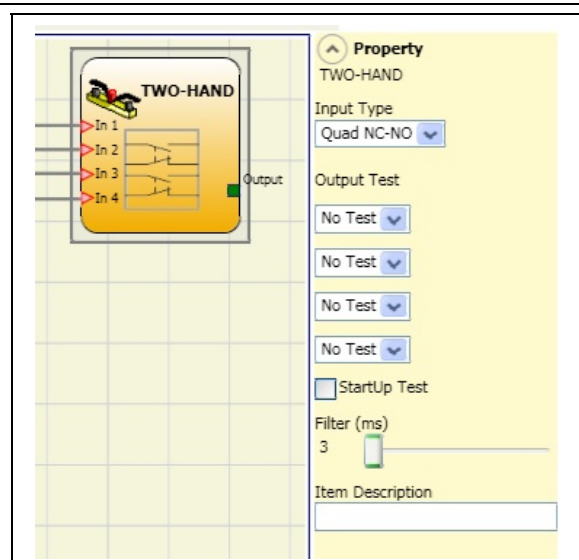 TWO-HAND
In 1
In 2
In 3
In 4
Output
Property
TWO-HAND
Input Type
Quad NC-NO
Output Test
No Test
No Test
No Test
No Test
StartUp Test
Filter (ms)
3
Item Description